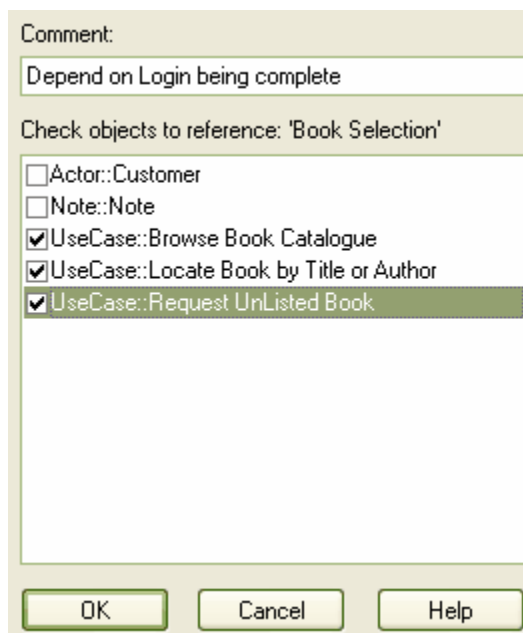 Comment:
Depend on Login being complete
Check objects to reference: 'Book Selection'
Actor::Customer
Note::Note
UseCase::Browse Book Catalogue
UseCase::Locate Book by Title or Author
UseCase::Request UnListed Book
OK Cancel Help